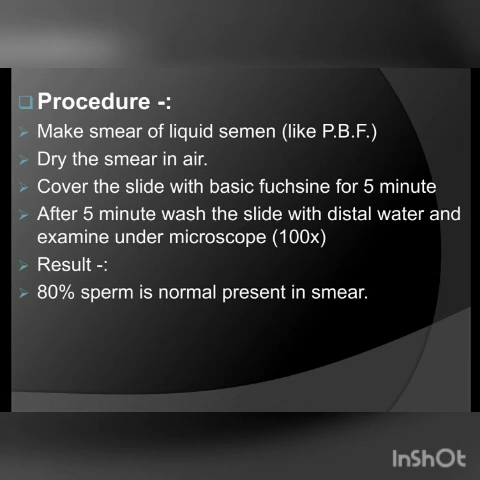 Procedure -:
Make smear of liquid semen (like P.B.F.)
Dry the smear in air.
Cover the slide with basic fuchsine for 5 minute
After 5 minute wash the slide with distal water and
examine under microscope (100x)
Result -:
80% sperm is normal present in smear.
InShOt